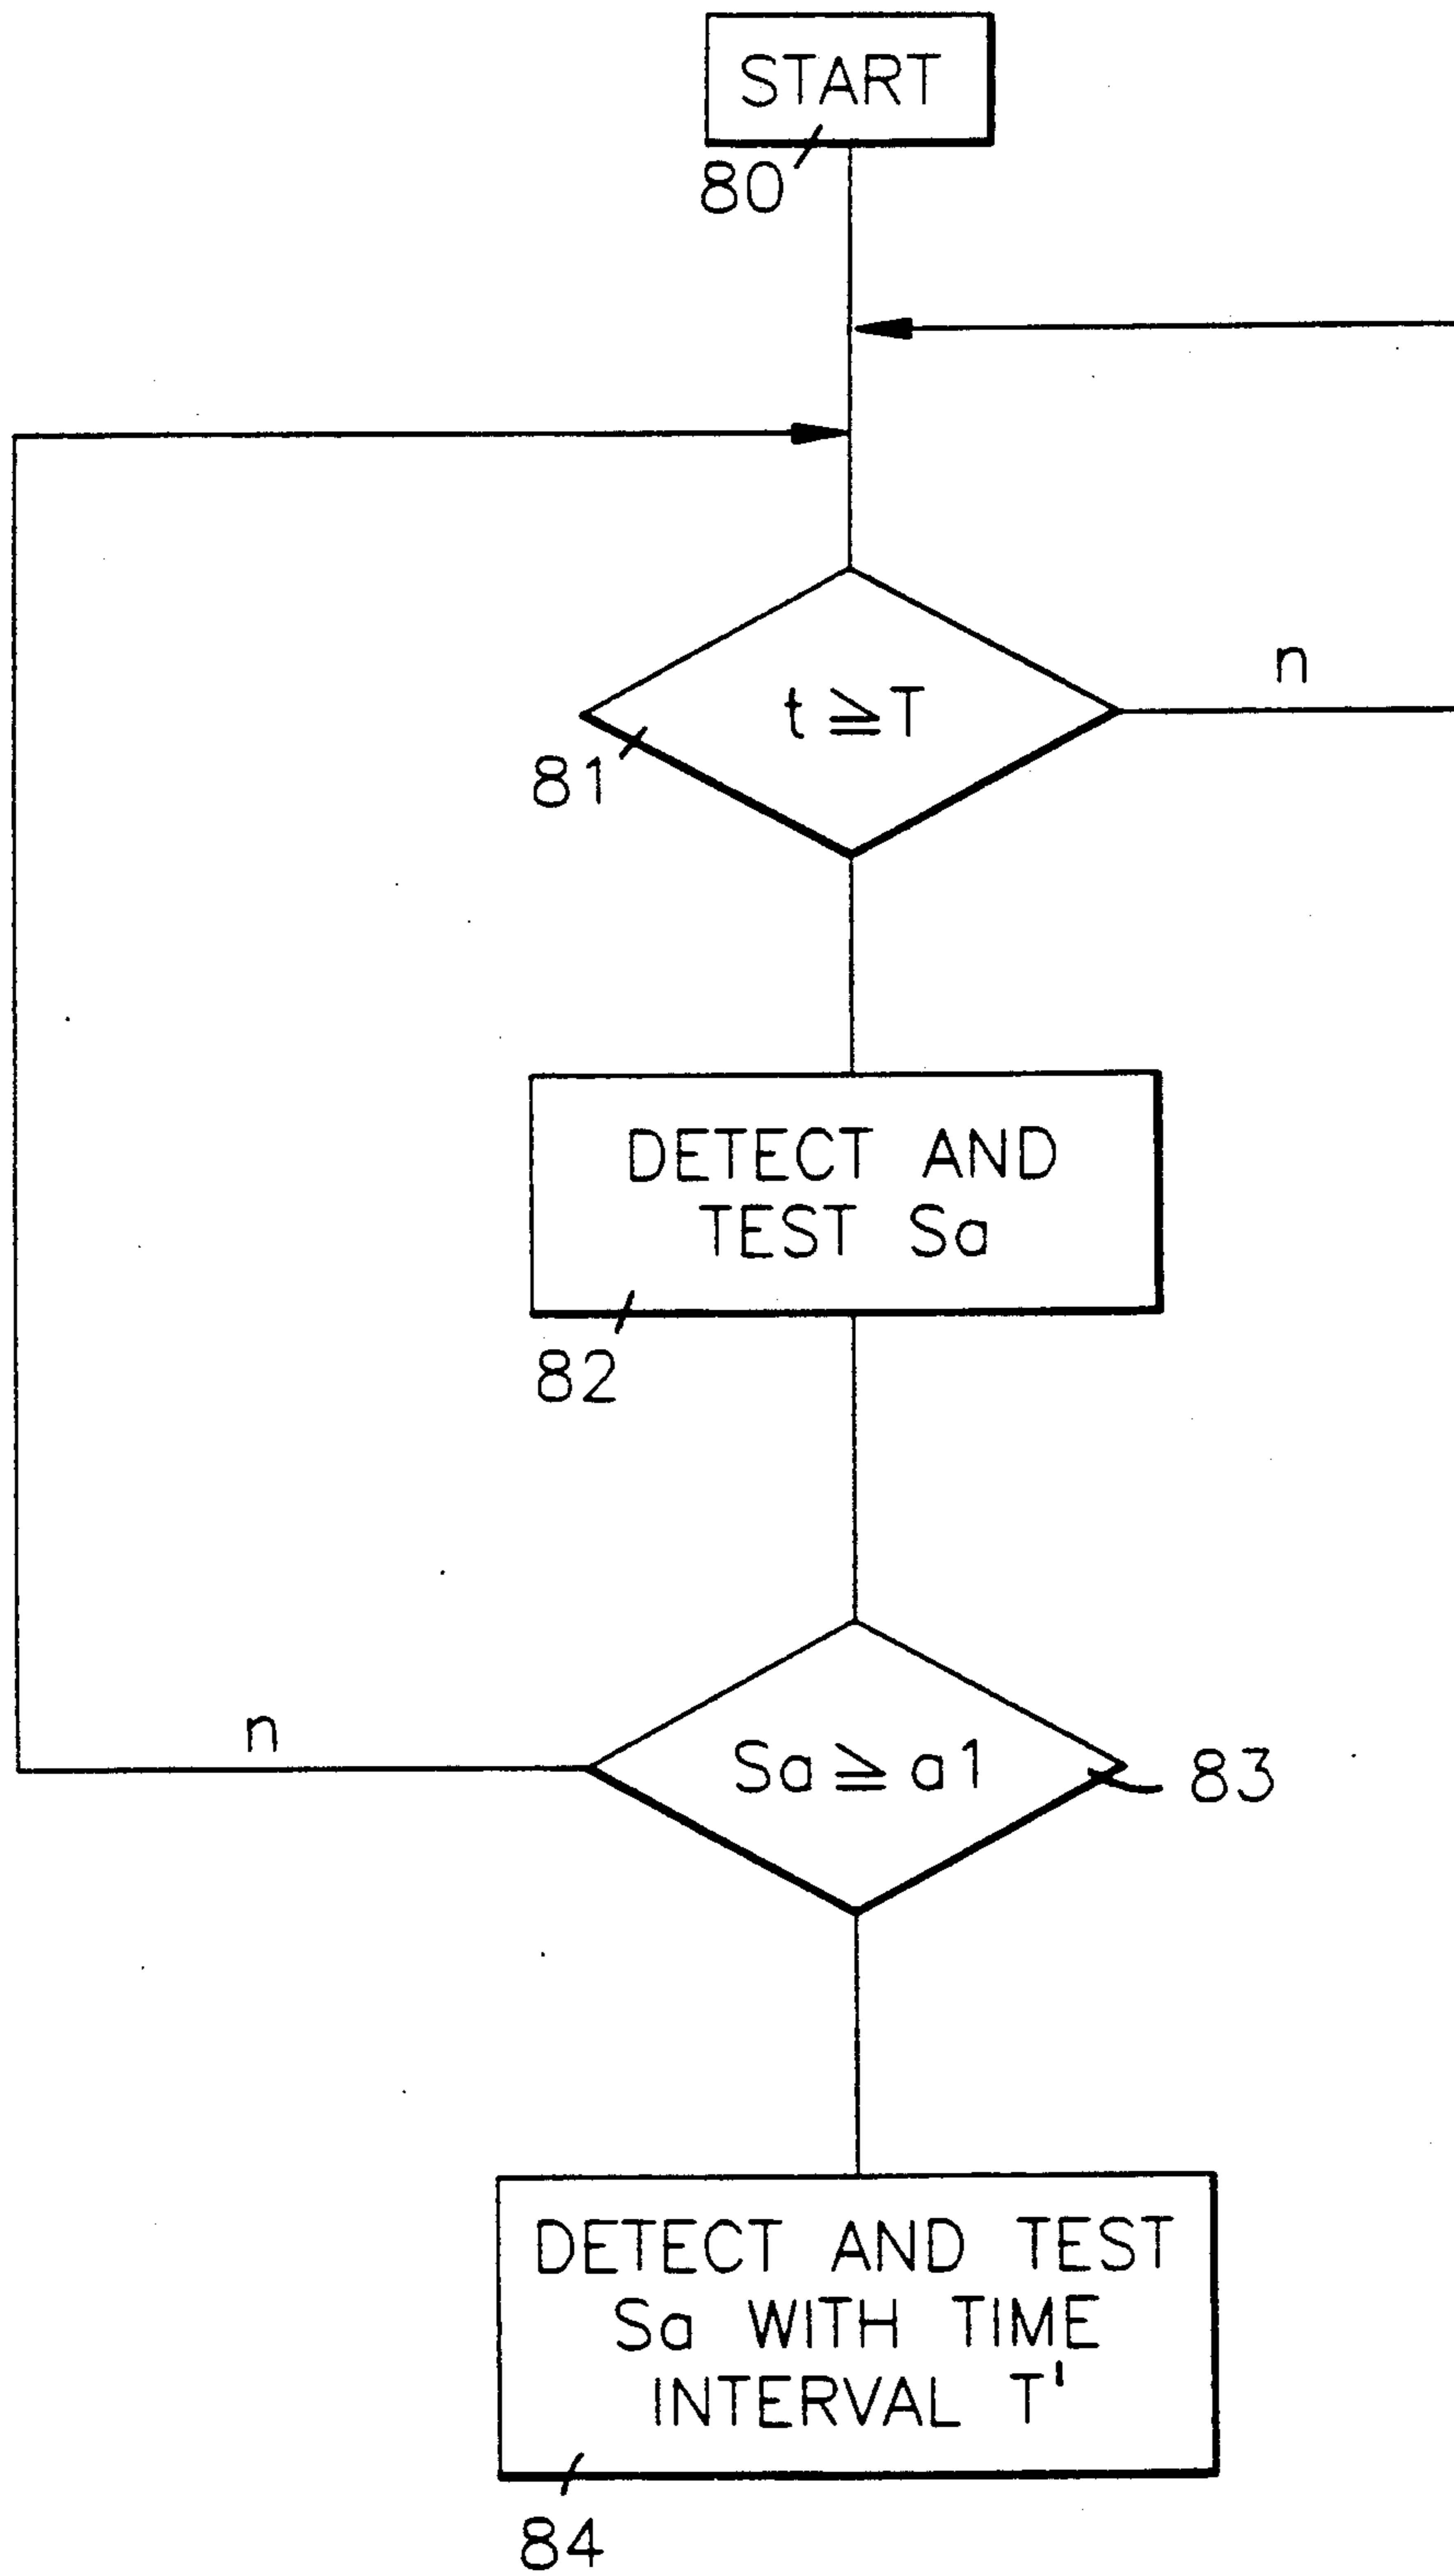 START
80
t ≧ T
n
81
DETECT AND
TEST Sa
82
n
Sa ≧ a1
83
DETECT AND TEST
Sa WITH TIME
INTERVAL T'
84